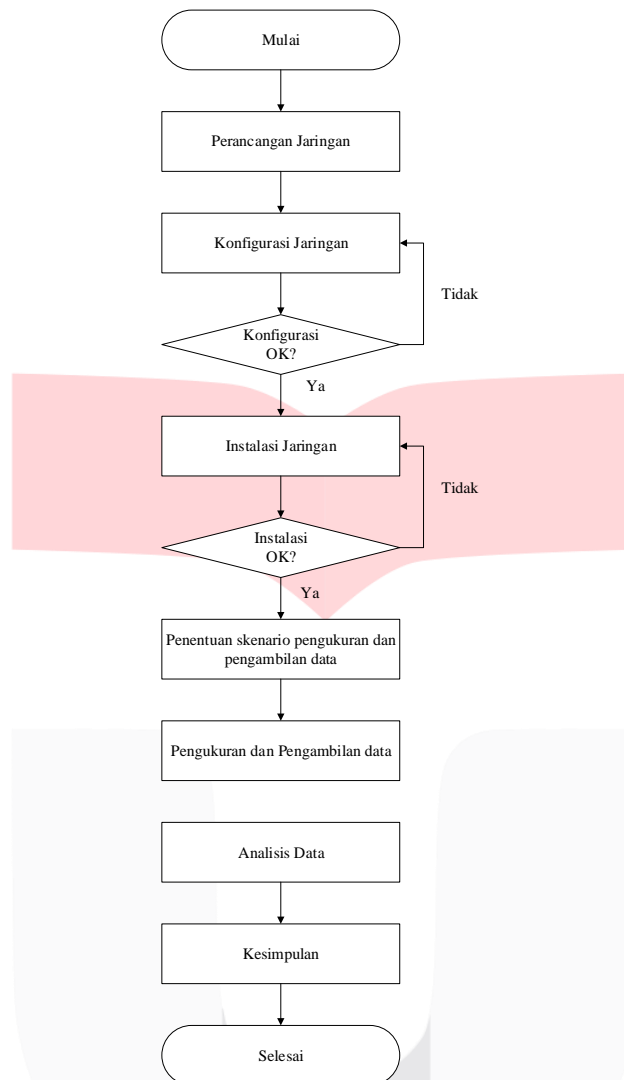 Mulai
Perancangan Jaringan
Konfigurasi Jaringan
Tidak
Konfigurasi
OK?
Ya
Instalasi Jaringan
Tidak
Instalasi
OK?
Ya
Penentuan skenario pengukuran dan
pengambilan data
Pengukuran dan Pengambilan data
Analisis Data
Kesimpulan
Selesai